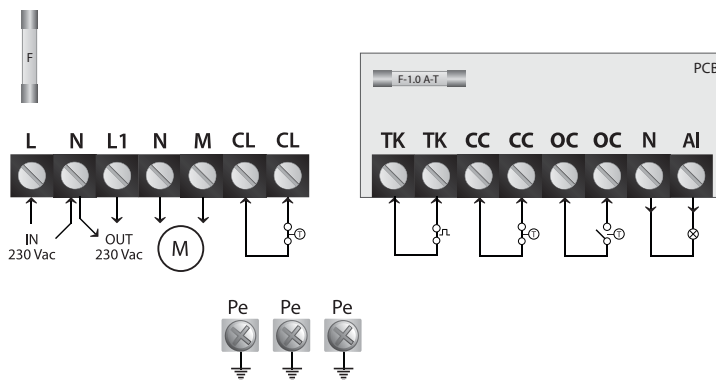 F
PCB
F-1.0 A-T
L N L1 N M CL CL
TK TK CC CC OC OC N AI
IN
230 Vac
OUT
230 Vac
M
T
T
T
Pe Pe Pe